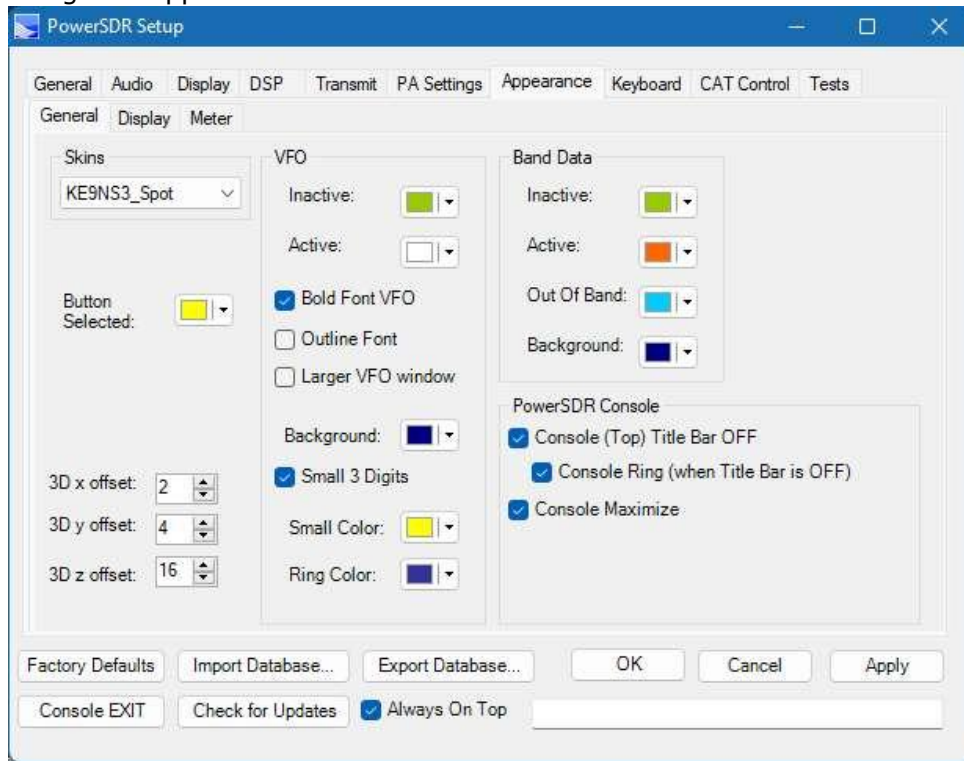 PowerSDR Setup
General Audio Display DSP Transmit PA Settings Appearance Keyboard CAT Control Tests
General Display Meter
Skins
KE9NS3_Spot
Button
Selected:
3D x offset: 2
3D y offset: 4
3D z offset: 16
VFO
Inactive:
Active:
Bold Font VFO
Outline Font
Larger VFO window
Background:
Small 3 Digits
Small Color:
Ring Color:
Band Data
Inactive:
Active:
Out Of Band:
Background:
PowerSDR Console
Console (Top) Title Bar OFF
Console Ring (when Title Bar is OFF)
Console Maximize
Factory Defaults Import Database... Export Database... OK Cancel Apply
Console EXIT Check for Updates Always On Top